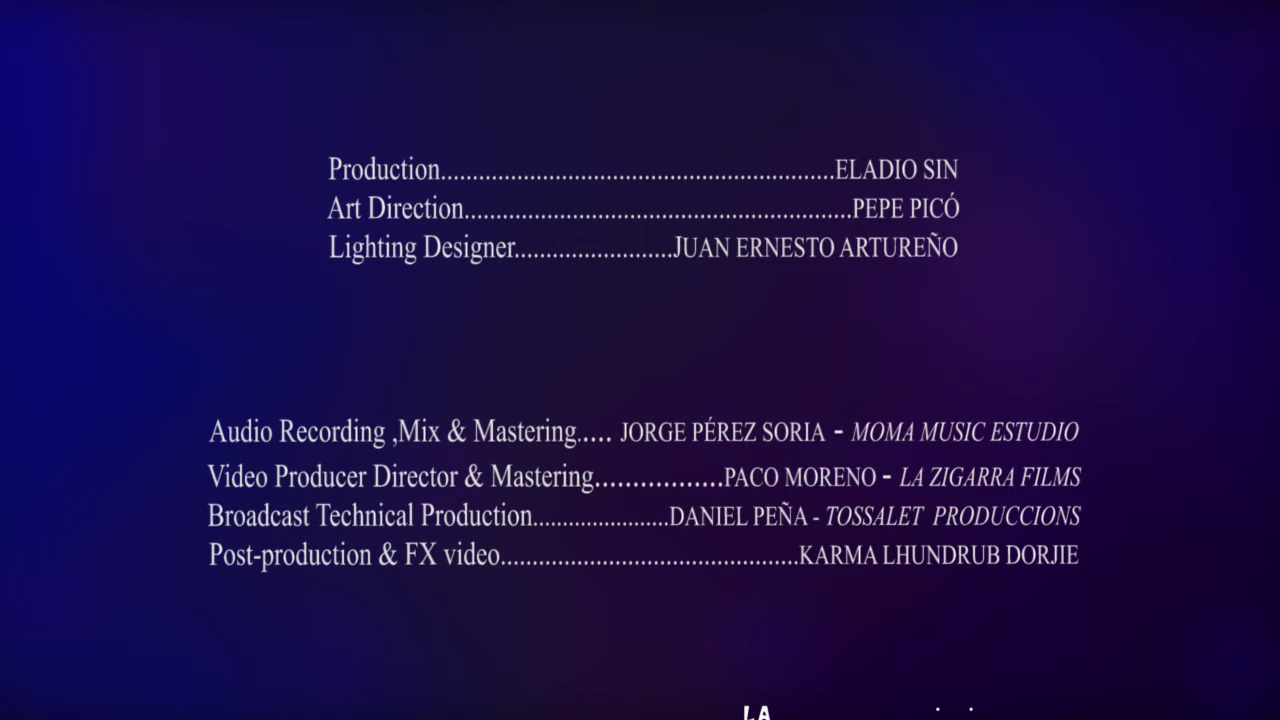 Production..............................................ELADIO SIN
Art Direction.............................................PEPE PICÓ
Lighting Designer.........................JUAN ERNESTO ARTUREÑO
Audio Recording ,Mix & Mastering..... JORGE PÉREZ SORIA - MOMA MUSIC ESTUDIO
Video Producer Director & Mastering.................PACO MORENO - LA ZIGARRA FILMS
Broadcast Technical Production.....................DANIEL PEÑA - TOSSALET PRODUCCIONS
Post-production & FX video..............................................KARMA LHUNDRUB DORJIE
LA